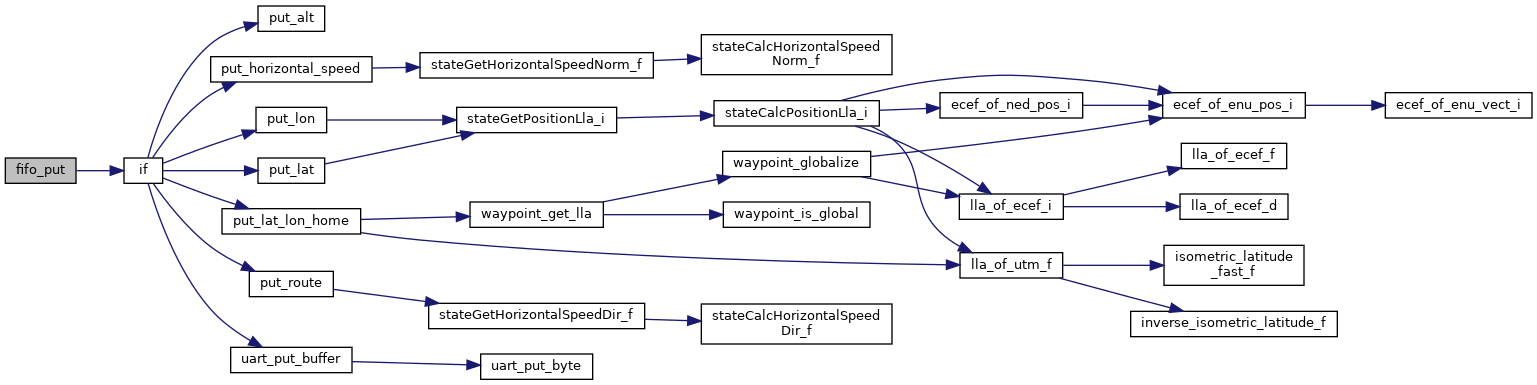 fifo_put
if
put_alt
put_horizontal_speed
put_lon
put_lat
put_lat_lon_home
put_route
uart_put_buffer
stateGetHorizontalSpeedNorm_f
stateGetPositionLla_i
waypoint_get_lla
stateGetHorizontalSpeedDir_f
uart_put_byte
stateCalcHorizontalSpeed
Norm_f
stateCalcPositionLla_i
waypoint_globalize
waypoint_is_global
stateCalcHorizontalSpeed
Dir_f
ecef_of_ned_pos_i
lla_of_ecef_i
lla_of_utm_f
ecef_of_enu_pos_i
lla_of_ecef_f
lla_of_ecef_d
isometric_latitude
_fast_f
inverse_isometric_latitude_f
ecef_of_enu_vect_i